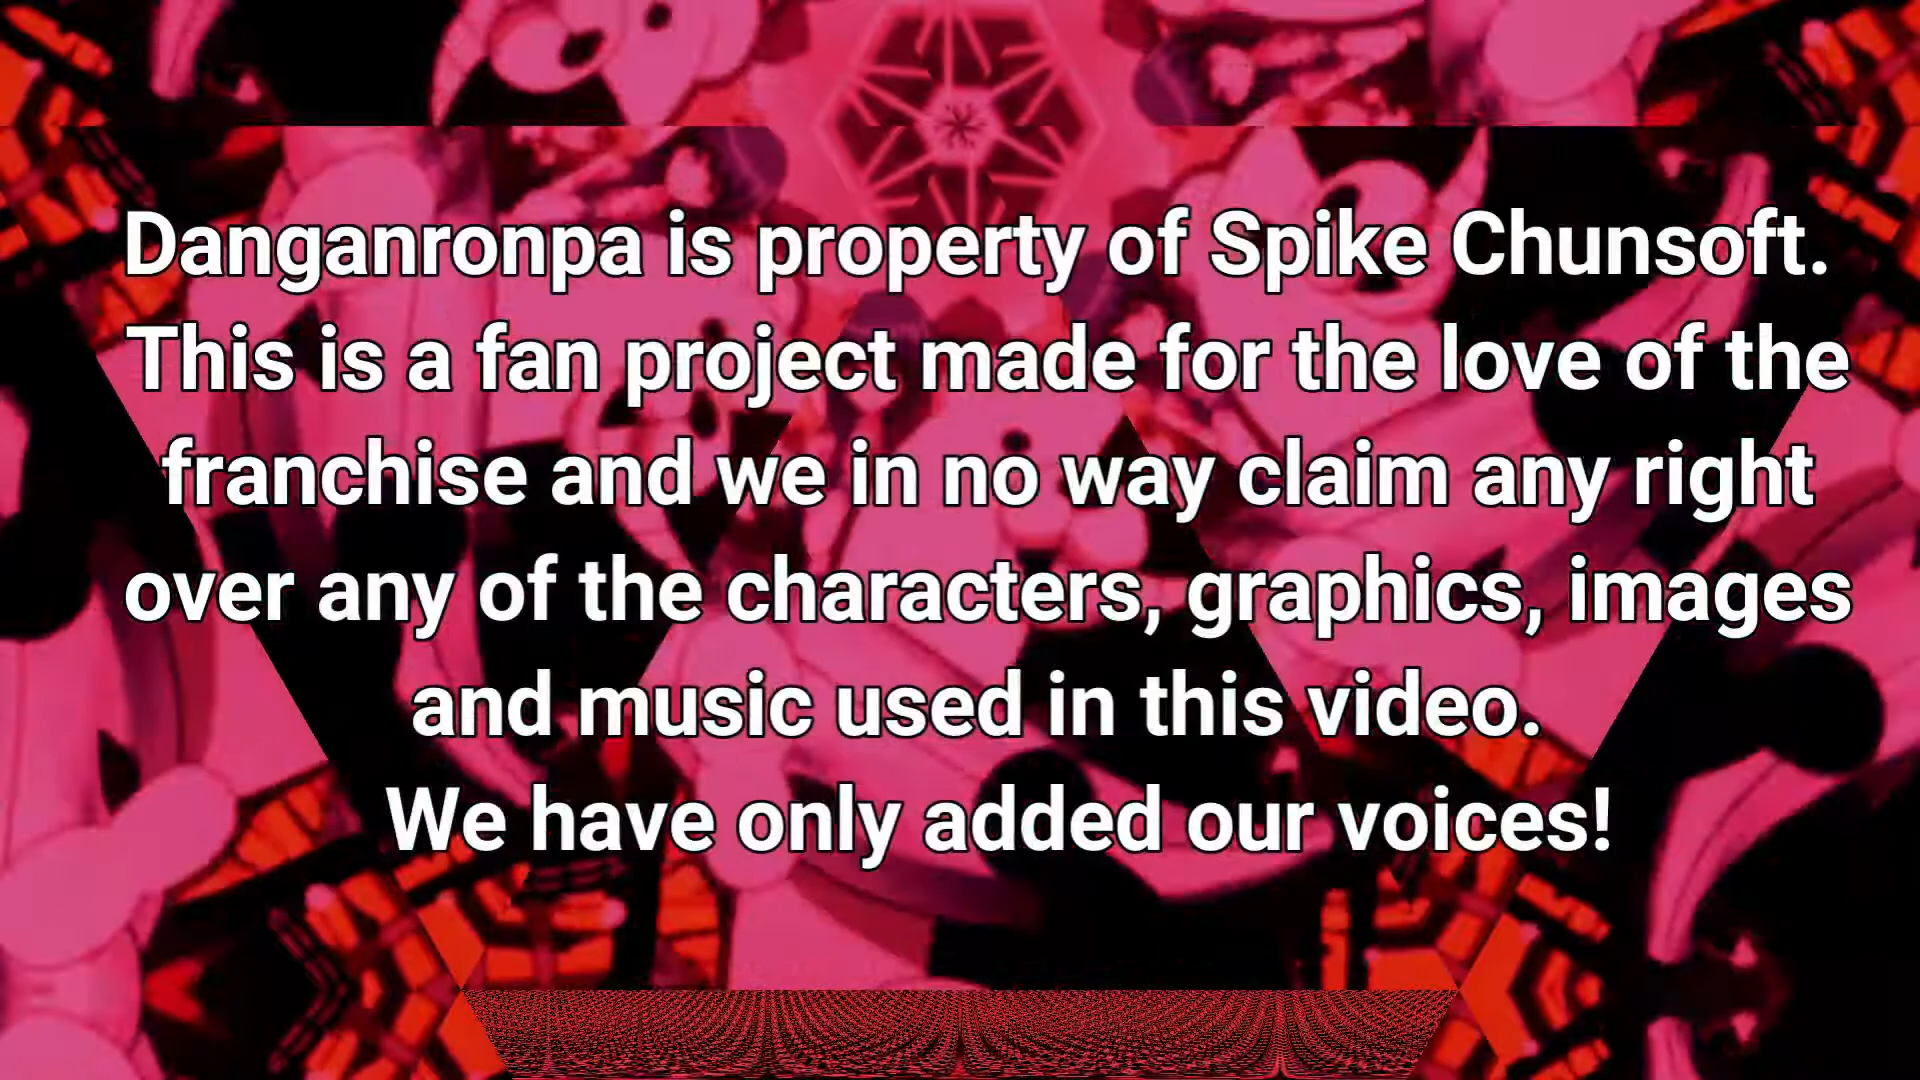 Danganronpa is property of Spike Chunsoft.
This is a fan project made for the love of the
franchise and we in no way claim any right
over any of the characters, graphics, images
and music used in this video.
We have only added our voices!